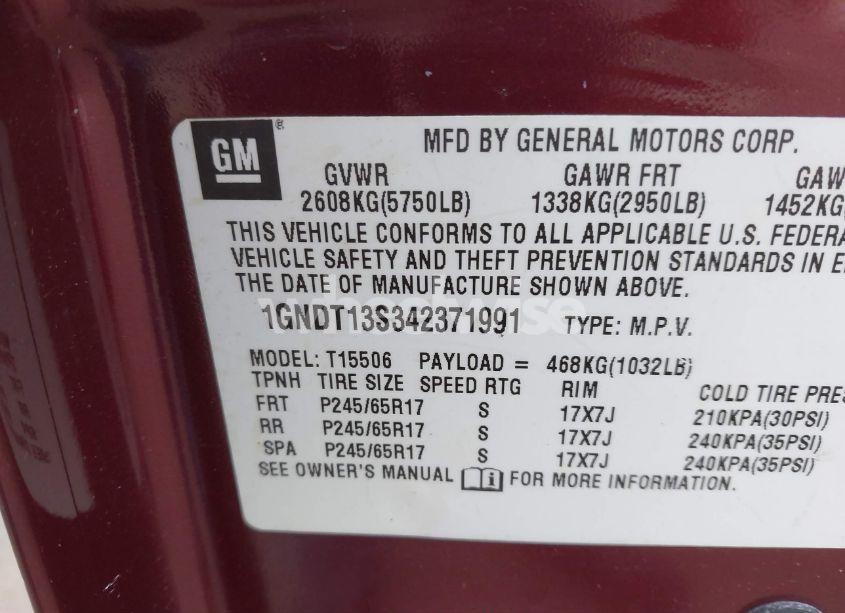 GM®
MFD BY GENERAL MOTORS CORP.
GVWR GAWR FRT GAW
2608KG(5750LB) 1338KG(2950LB) 1452KG(
THIS VEHICLE CONFORMS TO ALL APPLICABLE U.S. FEDERA
VEHICLE SAFETY AND THEFT PREVENTION STANDARDS IN E
THE DATE OF MANUFACTURE SHOWN ABOVE.
1GNDT13S342371991 TYPE: M.P.V.
MODEL: T15506 PAYLOAD = 468KG(1032LB)
TPNH TIRE SIZE SPEED RTG RIM COLD TIRE PRES
FRT P245/65R17 S 17X7J 210KPA(30PSI)
RR P245/65R17 S 17X7J 240KPA(35PSI)
SPA P245/65R17 S 17X7J 240KPA(35PSI)
SEE OWNER'S MANUAL i FOR MORE INFORMATION.